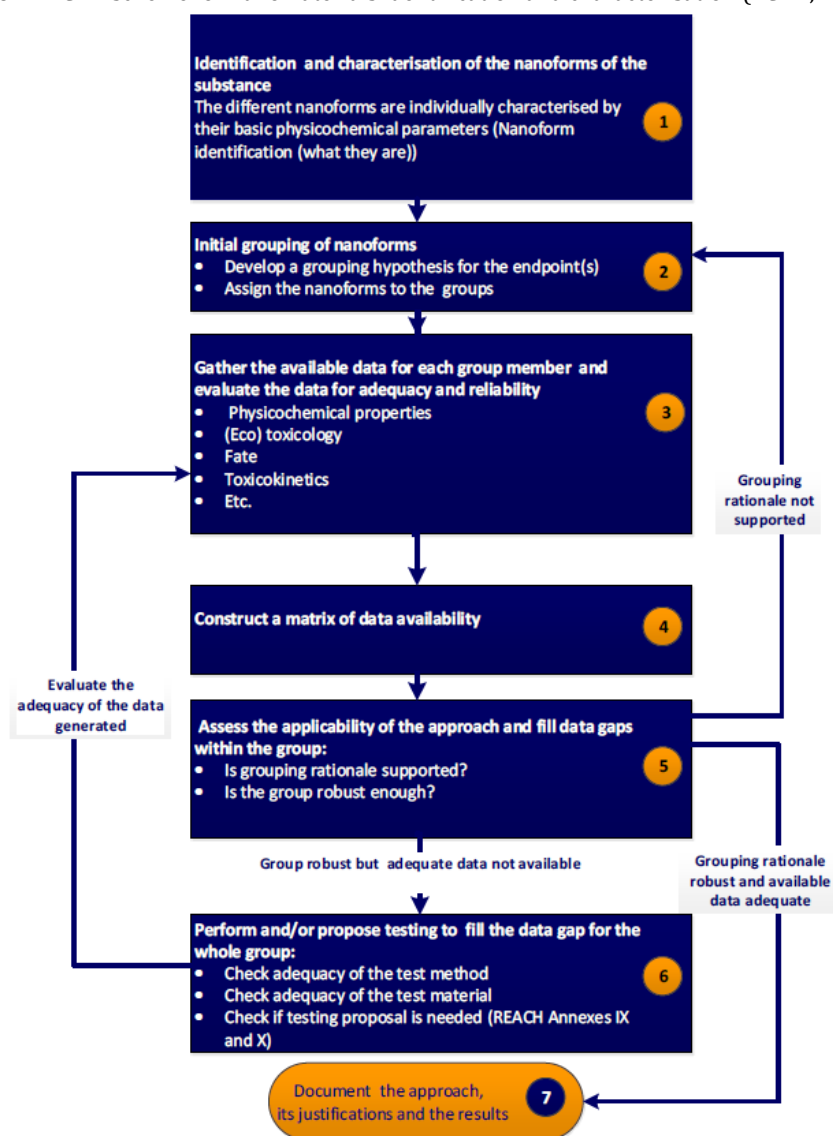 Identification and characterisation of the nanoforms of the
substance
The different nanoforms are individually characterised by
their basic physicochemical parameters (Nanoform
identification (what they are))
1
Initial grouping of nanoforms
• Develop a grouping hypothesis for the endpoint(s)
• Assign the nanoforms to the groups
2
Gather the available data for each group member and
evaluate the data for adequacy and reliability
• Physicochemical properties
• (Eco) toxicology
• Fate
• Toxicokinetics
• Etc.
3
Grouping
rationale not
supported
Construct a matrix of data availability
4
Evaluate the
adequacy of the data
generated
Assess the applicability of the approach and fill data gaps
within the group:
• Is grouping rationale supported?
• Is the group robust enough?
5
Group robust but adequate data not available
Grouping rationale
robust and available
data adequate
Perform and/or propose testing to fill the data gap for the
whole group:
• Check adequacy of the test method
• Check adequacy of the test material
• Check if testing proposal is needed (REACH Annexes IX
and X)
6
Document the approach,
its justifications and the results
7